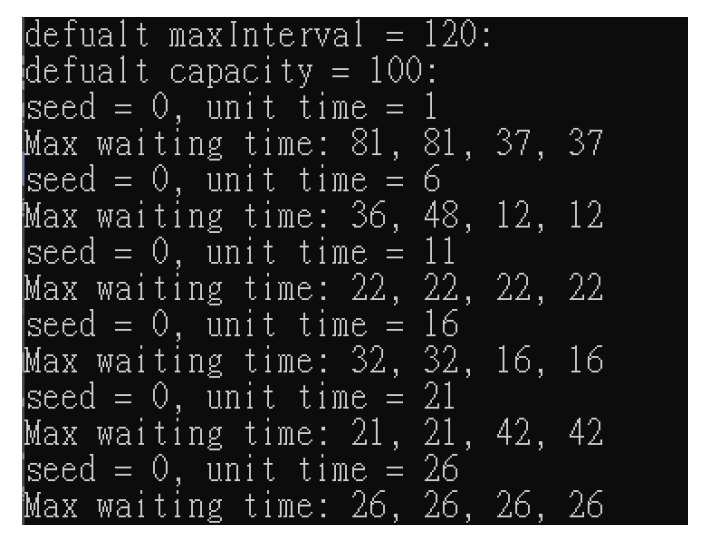 defualt maxInterval = 120:
defualt capacity = 100:
seed = 0, unit time = 1
Max waiting time: 81, 81, 37, 37
seed = 0, unit time = 6
Max waiting time: 36, 48, 12, 12
seed = 0, unit time = 11
Max waiting time: 22, 22, 22, 22
seed = 0, unit time = 16
Max waiting time: 32, 32, 16, 16
seed = 0, unit time = 21
Max waiting time: 21, 21, 42, 42
seed = 0, unit time = 26
Max waiting time: 26, 26, 26, 26